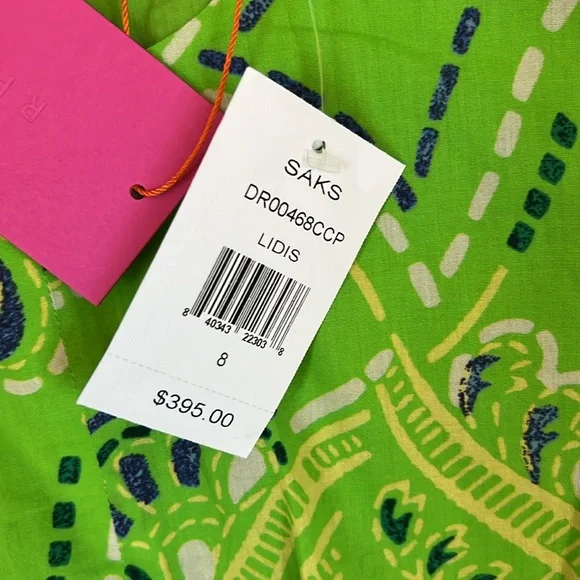 SAKS
DR00468CCP
LIDIS
8 40343 22303 8
8
$395.00